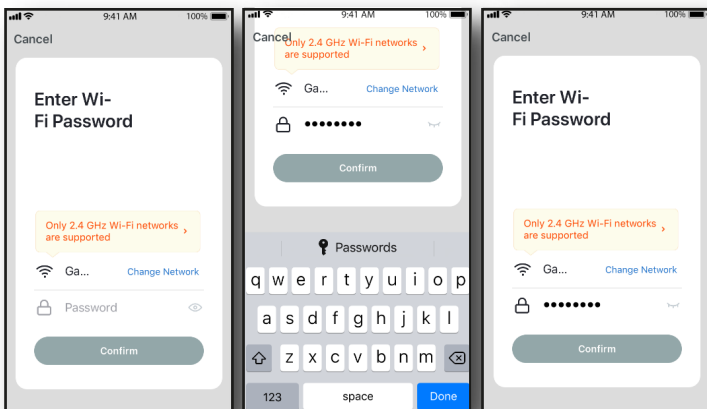 9:41 AM 100%
Cancel
Enter Wi-
Fi Password
Only 2.4 GHz Wi-Fi networks
are supported
Ga...
Change Network
Password
Confirm
9:41 AM 100%
Cancel
Only 2.4 GHz Wi-Fi networks
are supported
Ga...
Change Network
••••••••
Confirm
Passwords
q w e r t y u i o p
a s d f g h j k l
z x c v b n m
123 space Done
9:41 AM 100%
Cancel
Enter Wi-
Fi Password
Only 2.4 GHz Wi-Fi networks
are supported
Ga...
Change Network
••••••••
Confirm